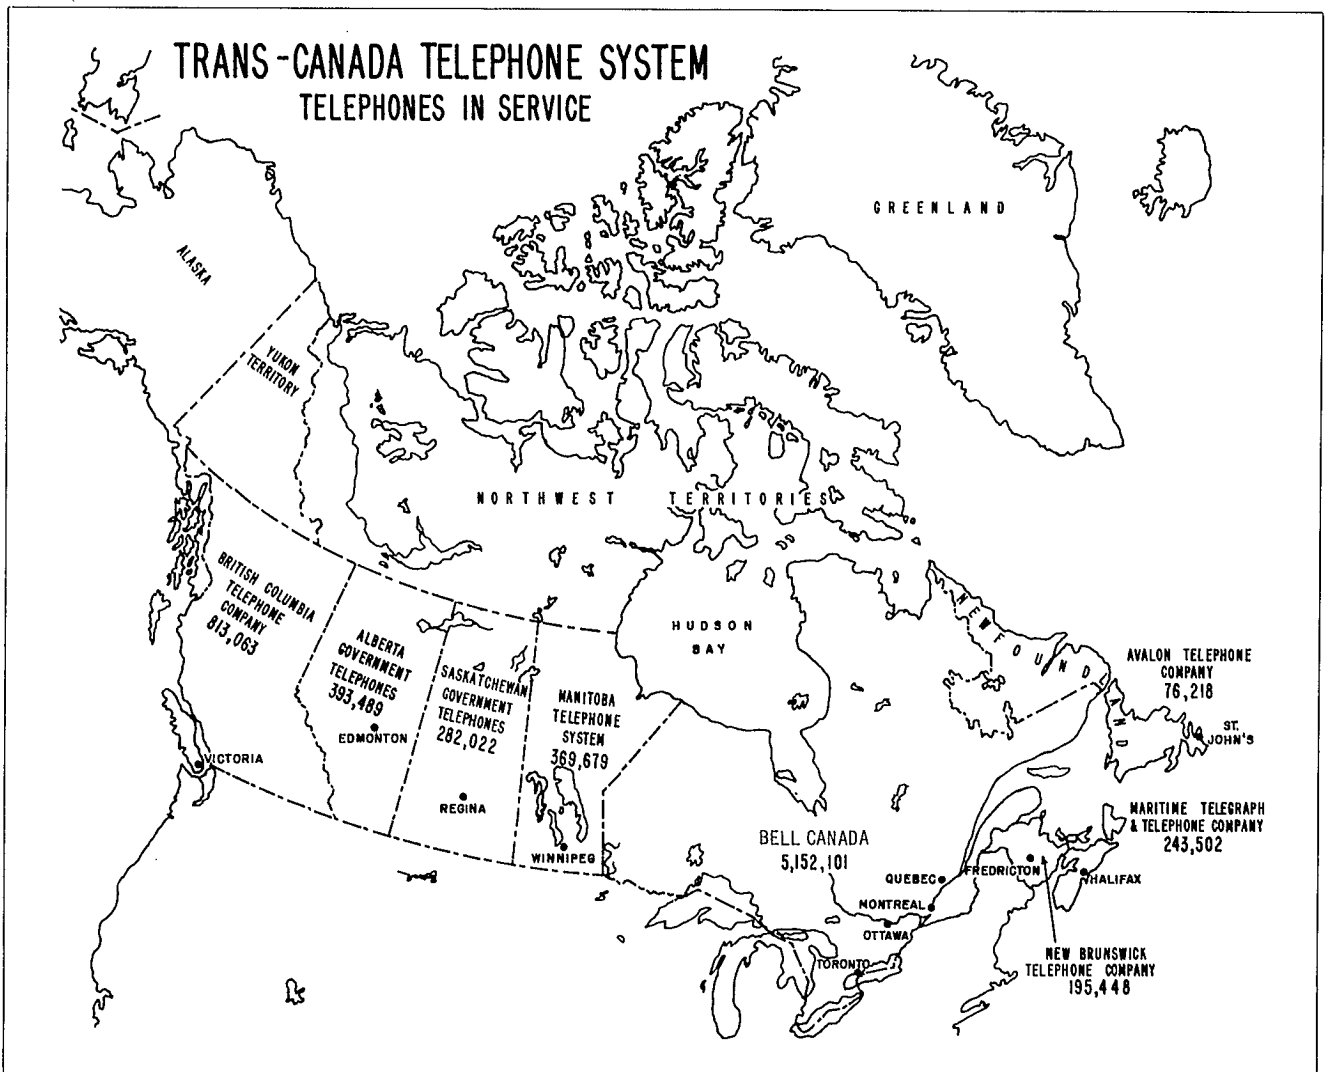 TRANS-CANADA TELEPHONE SYSTEM
TELEPHONES IN SERVICE
GREENLAND
ALASKA
YUKON
TERRITORY
NORTHWEST TERRITORIES
BRITISH COLUMBIA
TELEPHONE
COMPANY
813,063
ALBERTA
GOVERNMENT
TELEPHONES
393,489
EDMONTON
SASKATCHEWAN
GOVERNMENT
TELEPHONES
282,022
REGINA
MANITOBA
TELEPHONE
SYSTEM
369,679
WINNIPEG
VICTORIA
HUDSON
BAY
NEWFOUNDLAND
AVALON TELEPHONE
COMPANY
76,218
ST.
JOHN'S
BELL CANADA
5,152,101
MARITIME TELEGRAPH
& TELEPHONE COMPANY
243,502
QUEBEC
FREDRICTON
HALIFAX
MONTREAL
OTTAWA
TORONTO
NEW BRUNSWICK
TELEPHONE COMPANY
195,448